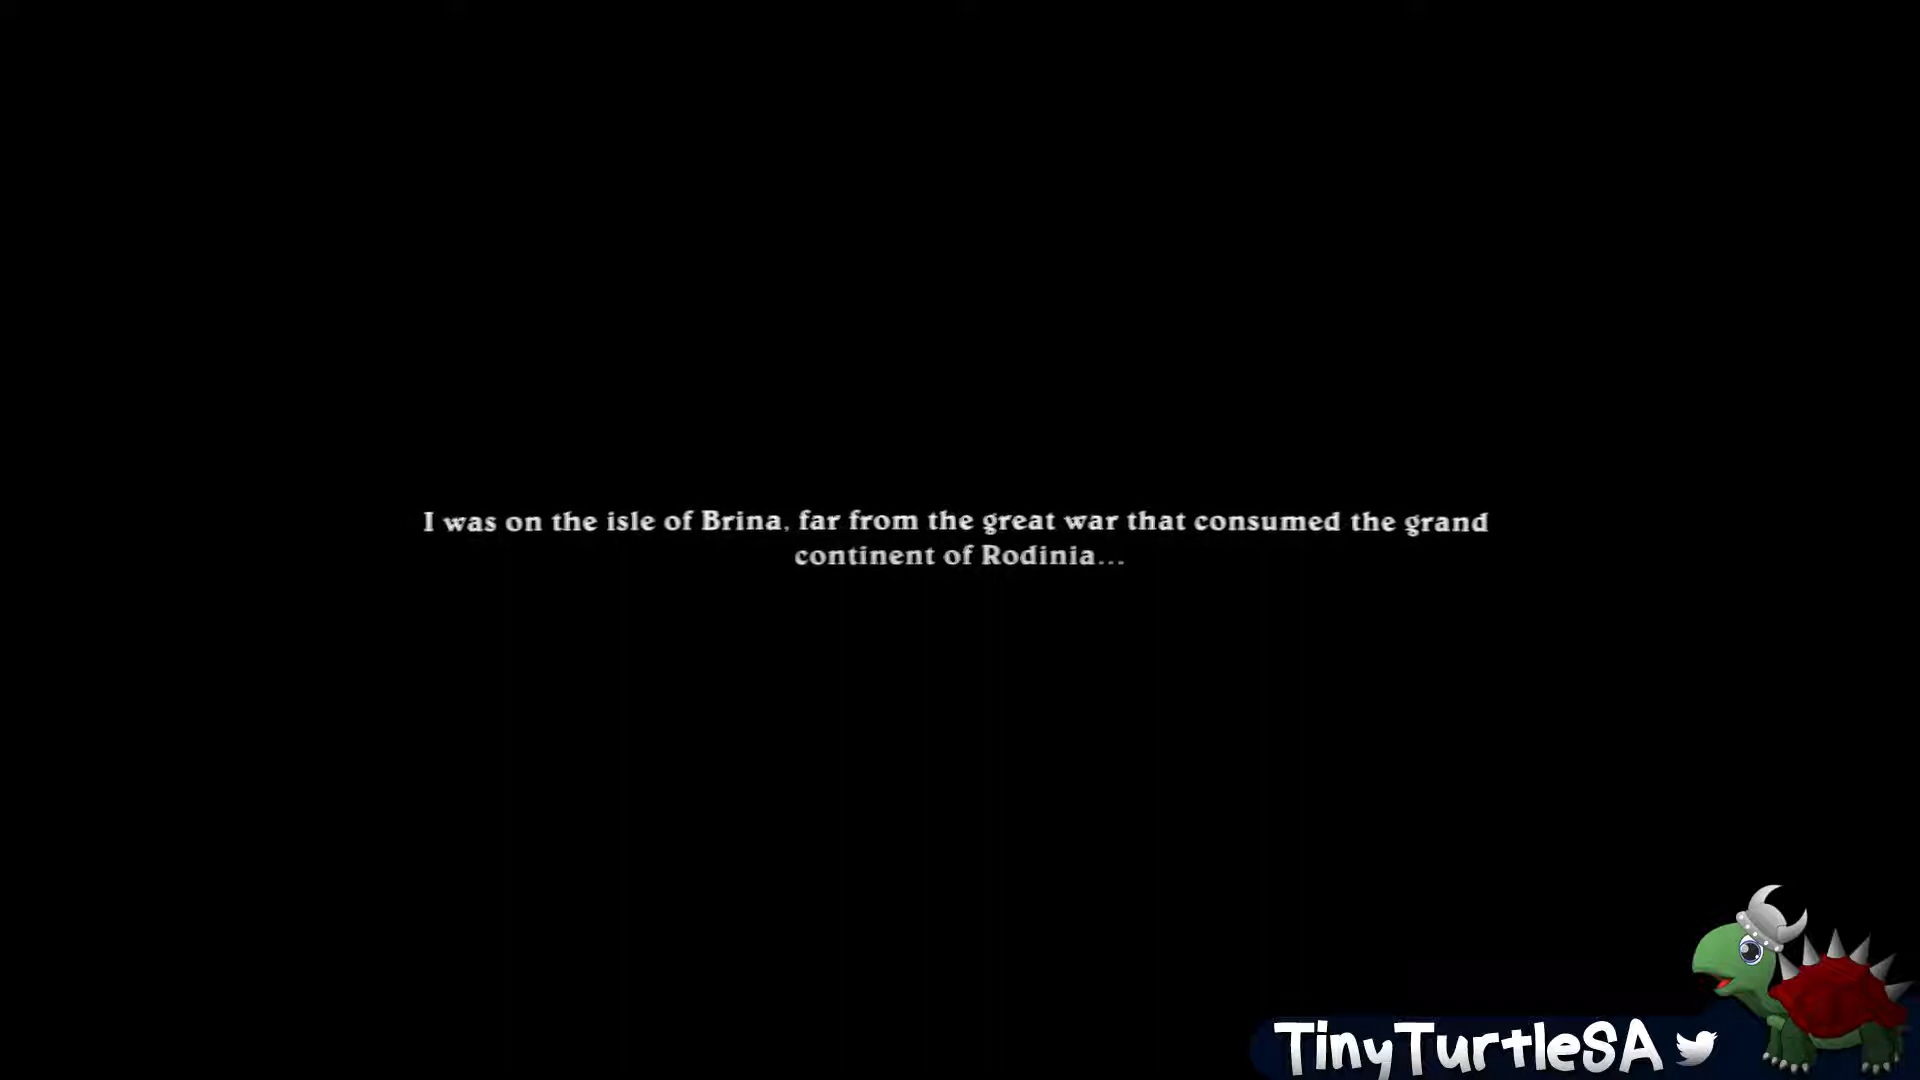 I was on the isle of Brina, far from the great war that consumed the grand
continent of Rodinia...
TinyTurtleSA